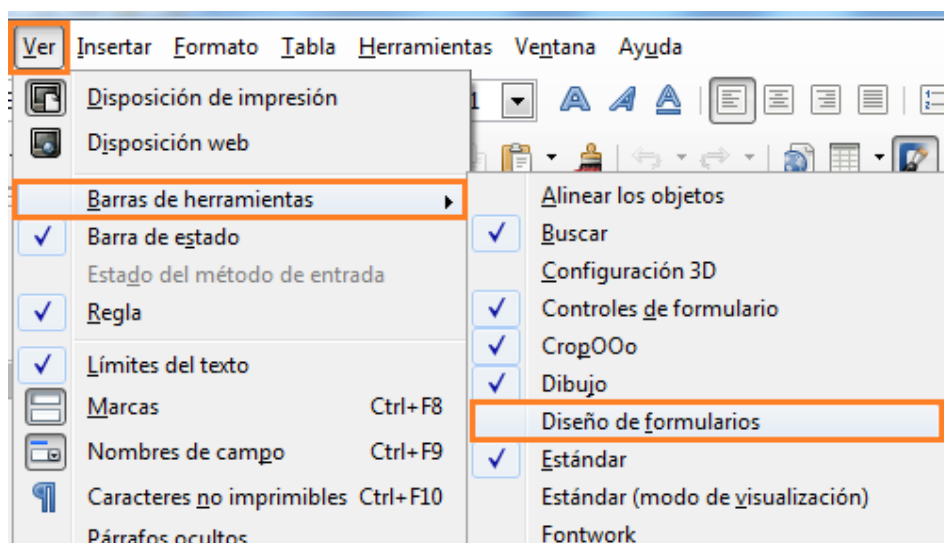 Ver Insertar Formato Tabla Herramientas Ventana Ayuda
Disposición de impresión
Disposición web
Barras de herramientas
Barra de estado
Estado del método de entrada
Regla
Límites del texto
Marcas Ctrl+F8
Nombres de campo Ctrl+F9
Caracteres no imprimibles Ctrl+F10
Párrafos ocultos
Alinear los objetos
Buscar
Configuración 3D
Controles de formulario
CropOOo
Dibujo
Diseño de formularios
Estándar
Estándar (modo de visualización)
Fontwork